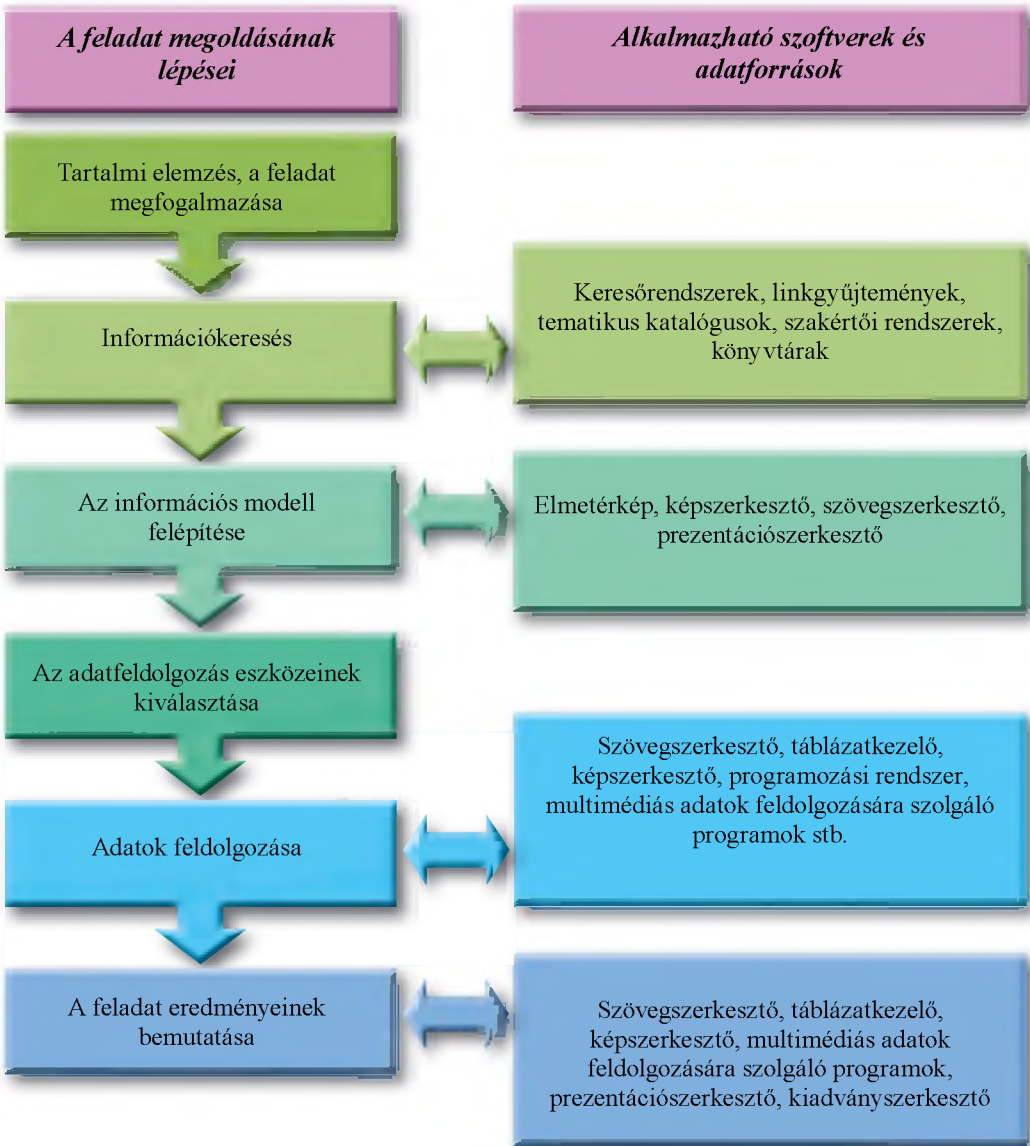 A feladat megoldásának
lépései
Alkalmazható szoftverek és
adatforrások
Tartalmi elemzés, a feladat
megfogalmazása
Információkeresés
Keresőrendszerek, linkgyűjtemények,
tematikus katalógusok, szakértői rendszerek,
könyvtárak
Az információs modell
felépítése
Elmetérkép, képszerkesztő, szövegszerkesztő,
prezentációszerkesztő
Az adatfeldolgozás eszközeinek
kiválasztása
Adatok feldolgozása
Szövegszerkesztő, táblázatkezelő,
képszerkesztő, programozási rendszer,
multimédiás adatok feldolgozására szolgáló
programok stb.
A feladat eredményeinek
bemutatása
Szövegszerkesztő, táblázatkezelő,
képszerkesztő, multimédiás adatok
feldolgozására szolgáló programok,
prezentációszerkesztő, kiadványszerkesztő